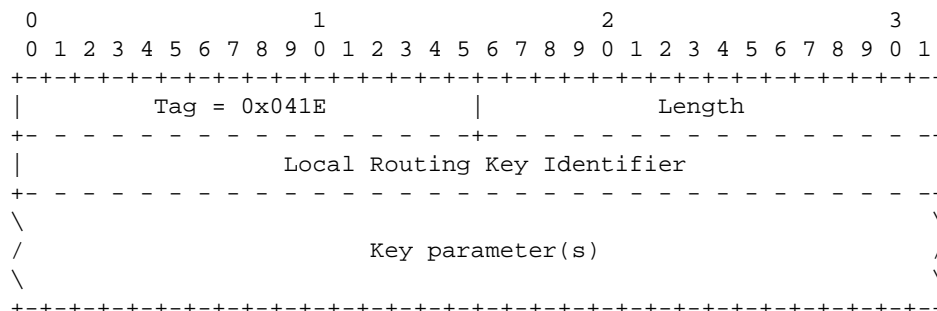 0                   1                   2                   3
 0 1 2 3 4 5 6 7 8 9 0 1 2 3 4 5 6 7 8 9 0 1 2 3 4 5 6 7 8 9 0 1
+-+-+-+-+-+-+-+-+-+-+-+-+-+-+-+-+-+-+-+-+-+-+-+-+-+-+-+-+-+-+-+--
|         Tag = 0x041E          |            Length
+- - - - - - - - - - - - - - - -+- - - - - - - - - - - - - - - --
|                  Local Routing Key Identifier
+- - - - - - - - - - - - - - - - - - - - - - - - - - - - - - - --
\                                                               \
/                        Key parameter(s)                       /
\                                                               \
+-+-+-+-+-+-+-+-+-+-+-+-+-+-+-+-+-+-+-+-+-+-+-+-+-+-+-+-+-+-+-+--